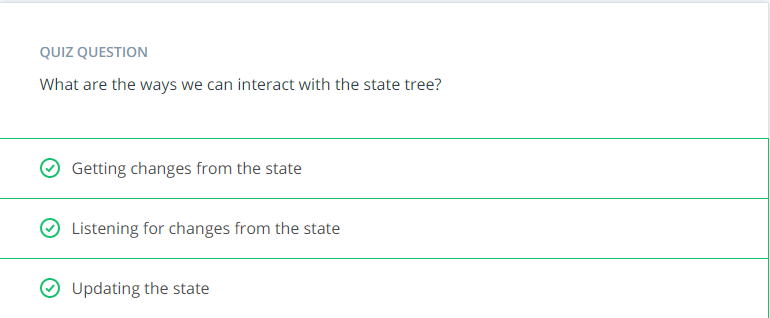 QUIZ QUESTION
What are the ways we can interact with the state tree?
Getting changes from the state
Listening for changes from the state
Updating the state